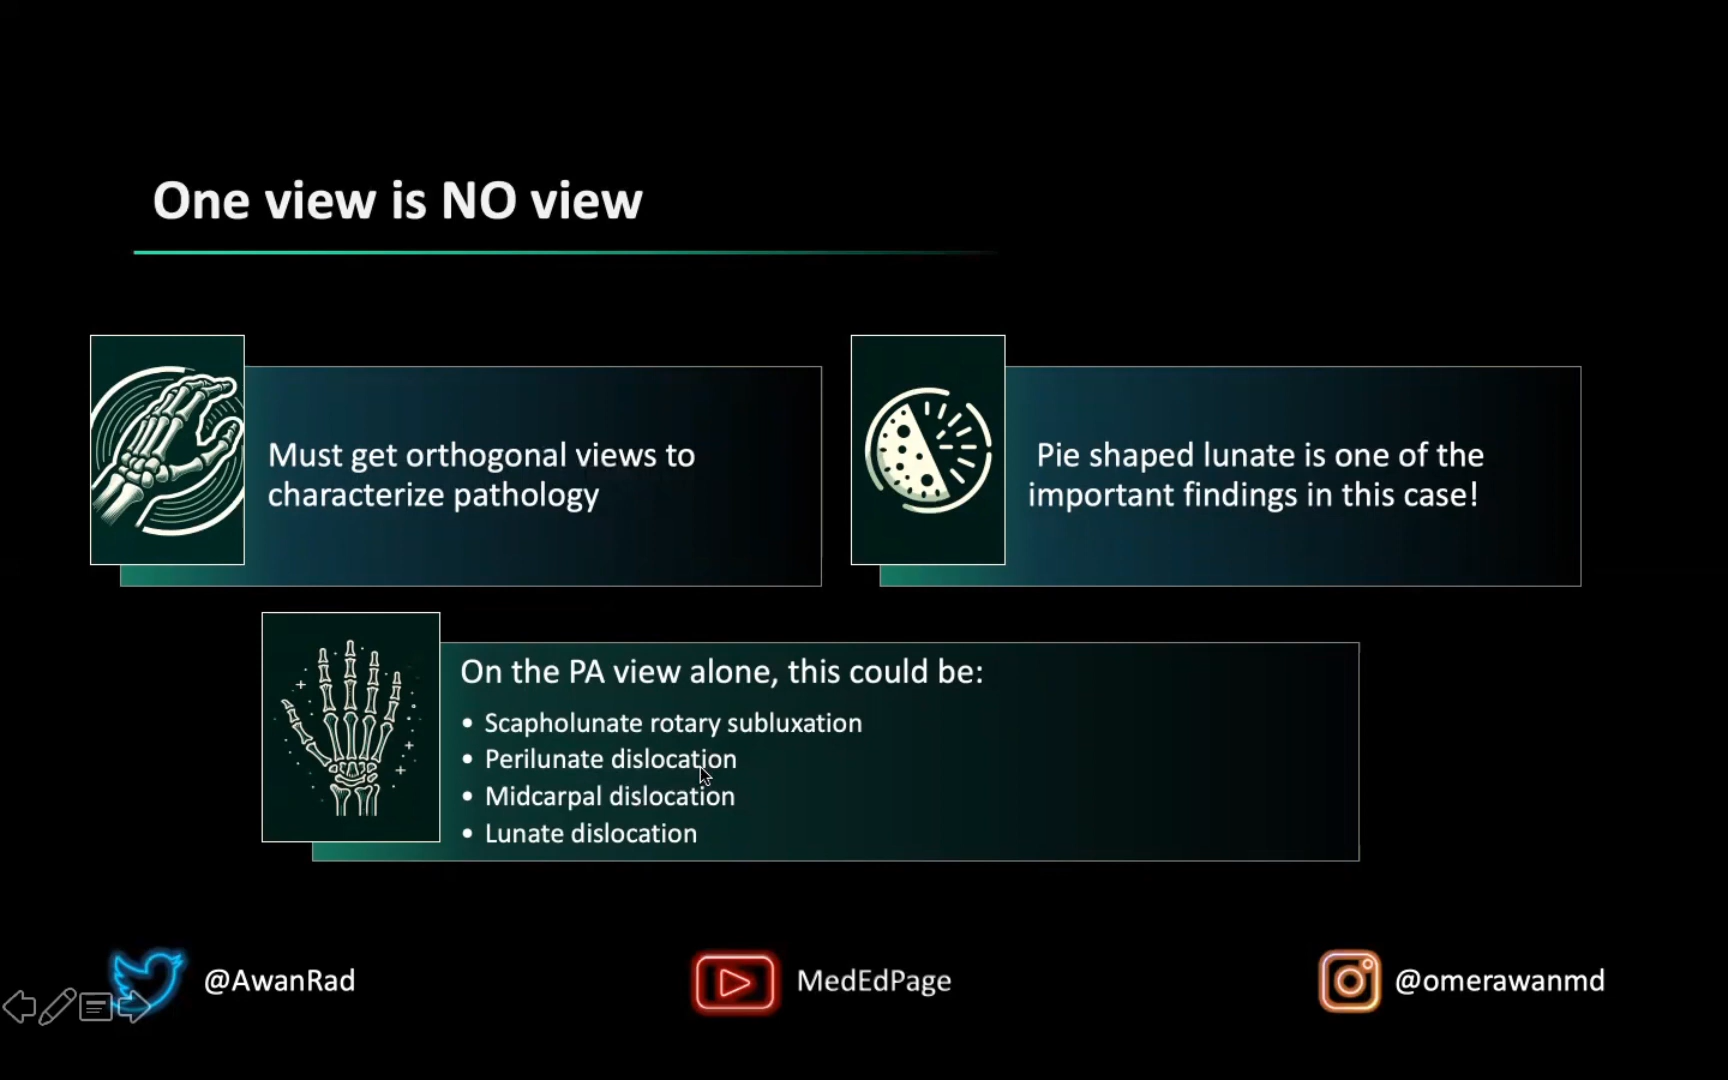 One view is NO view
Must get orthogonal views to
characterize pathology
Pie shaped lunate is one of the
important findings in this case!
On the PA view alone, this could be:
• Scapholunate rotary subluxation
• Perilunate dislocation
• Midcarpal dislocation
• Lunate dislocation
@AwanRad
MedEdPage
@omerawanmd